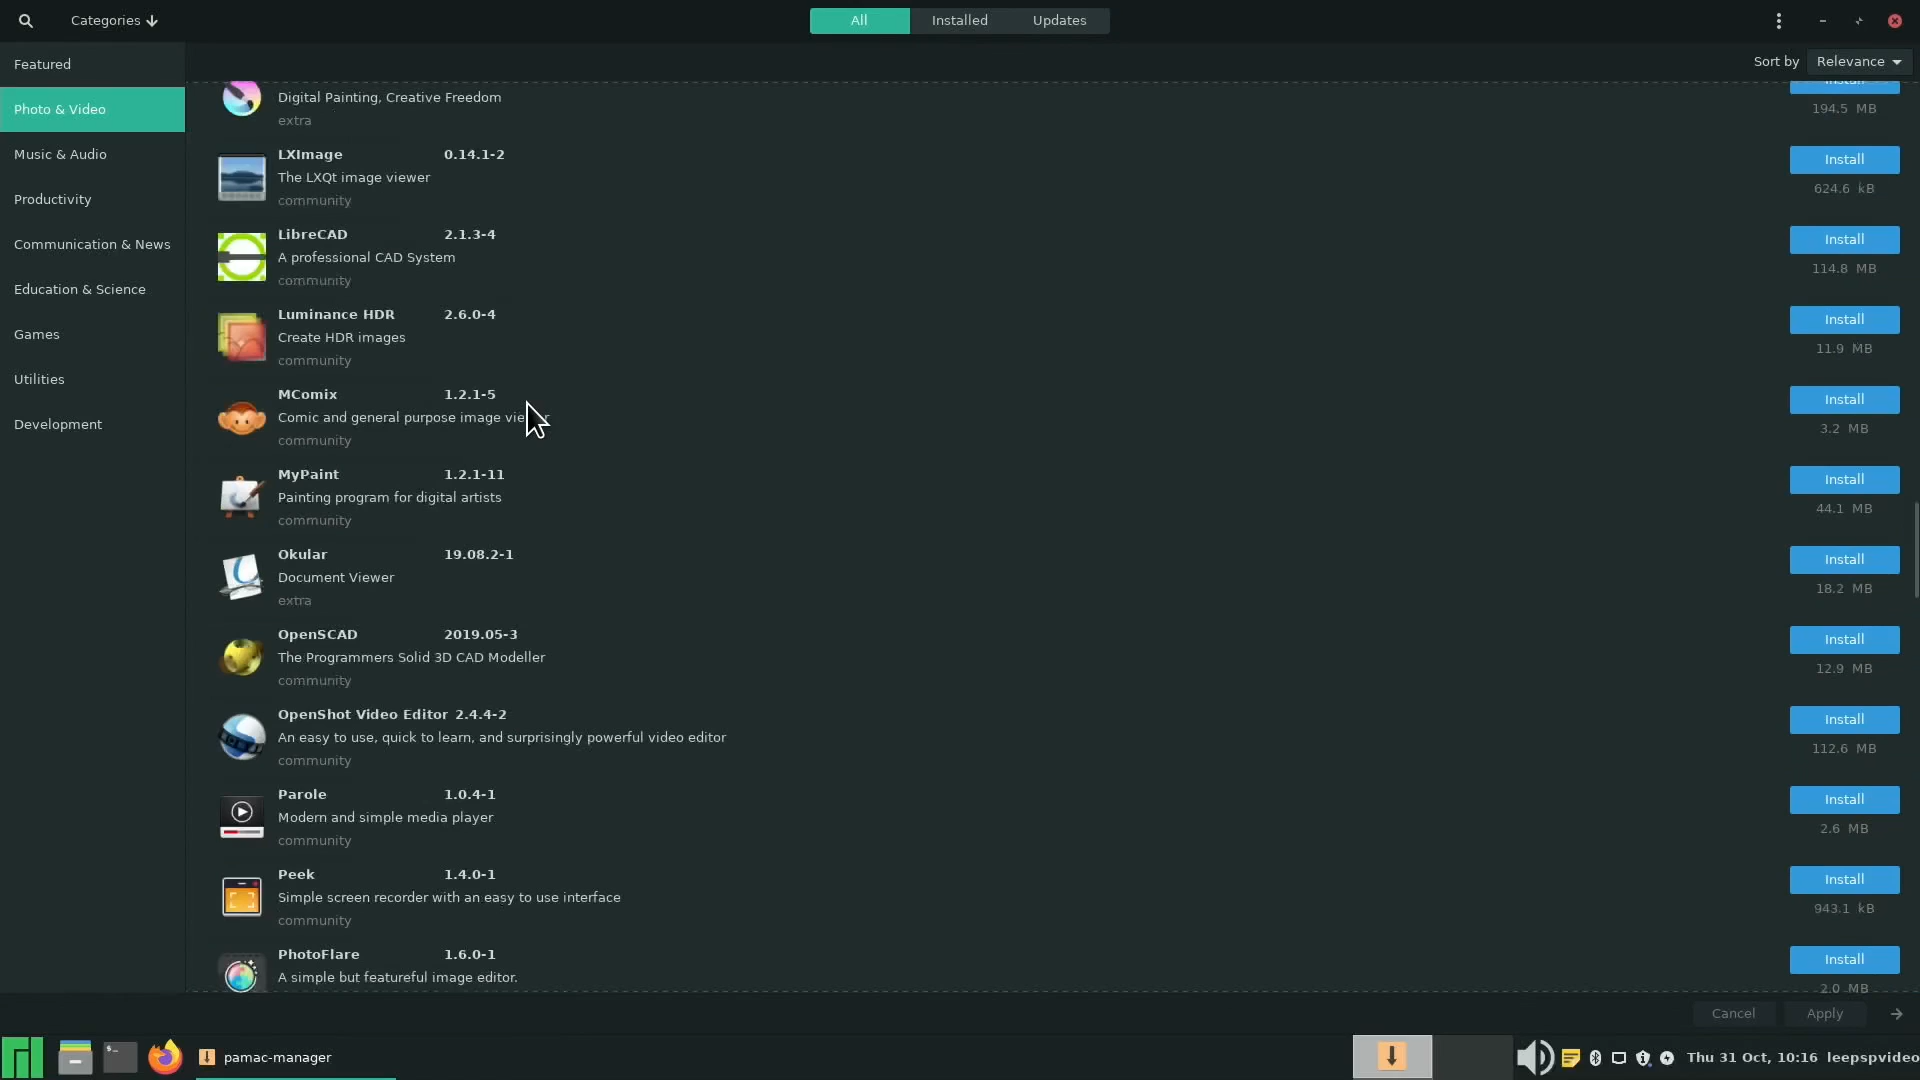 Categories
All
Installed
Updates
Featured
Photo & Video
Music & Audio
Productivity
Communication & News
Education & Science
Games
Utilities
Development
Sort by Relevance
Digital Painting, Creative Freedom
extra
Install
194.5 MB
LXImage 0.14.1-2
The LXQt image viewer
community
Install
624.6 kB
LibreCAD 2.1.3-4
A professional CAD System
community
Install
114.8 MB
Luminance HDR 2.6.0-4
Create HDR images
community
Install
11.9 MB
MComix 1.2.1-5
Comic and general purpose image viewer
community
Install
3.2 MB
MyPaint 1.2.1-11
Painting program for digital artists
community
Install
44.1 MB
Okular 19.08.2-1
Document Viewer
extra
Install
18.2 MB
OpenSCAD 2019.05-3
The Programmers Solid 3D CAD Modeller
community
Install
12.9 MB
OpenShot Video Editor 2.4.4-2
An easy to use, quick to learn, and surprisingly powerful video editor
community
Install
112.6 MB
Parole 1.0.4-1
Modern and simple media player
community
Install
2.6 MB
Peek 1.4.0-1
Simple screen recorder with an easy to use interface
community
Install
943.1 kB
PhotoFlare 1.6.0-1
A simple but featureful image editor.
Install
2.0 MB
Cancel
Apply
pamac-manager
Thu 31 Oct, 10:16 leepspvideo